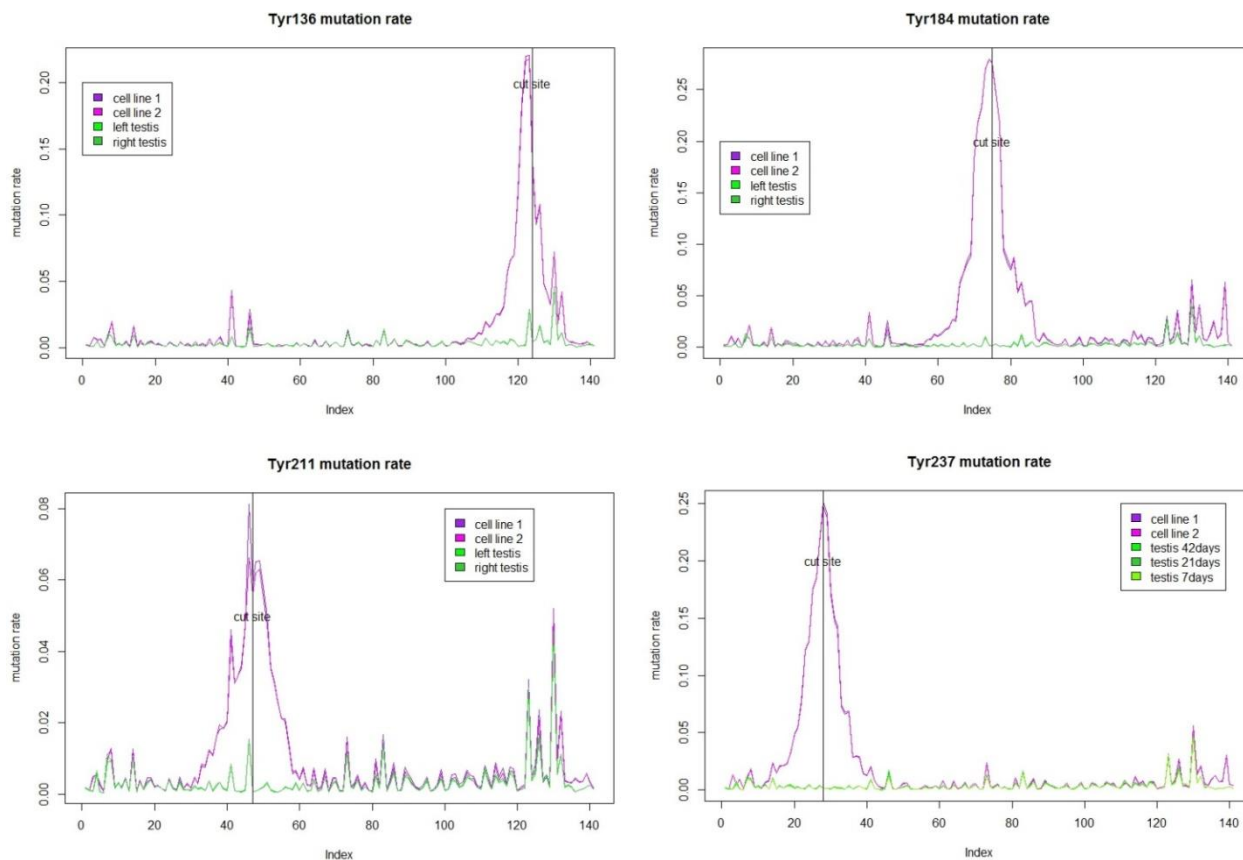 Tyr136 mutation rate
mutation rate
0.20
0.15
0.10
0.05
0.00
cell line 1
cell line 2
left testis
right testis
cut site
0 20 40 60 80 100 120 140
Index
Tyr184 mutation rate
mutation rate
0.25
0.20
0.15
0.10
0.05
0.00
cell line 1
cell line 2
left testis
right testis
cut site
0 20 40 60 80 100 120 140
Index
Tyr211 mutation rate
mutation rate
0.08
0.06
0.04
0.02
0.00
cell line 1
cell line 2
left testis
right testis
cut site
0 20 40 60 80 100 120 140
Index
Tyr237 mutation rate
mutation rate
0.25
0.20
0.15
0.10
0.05
0.00
cell line 1
cell line 2
testis 42days
testis 21days
testis 7days
cut site
0 20 40 60 80 100 120 140
Index